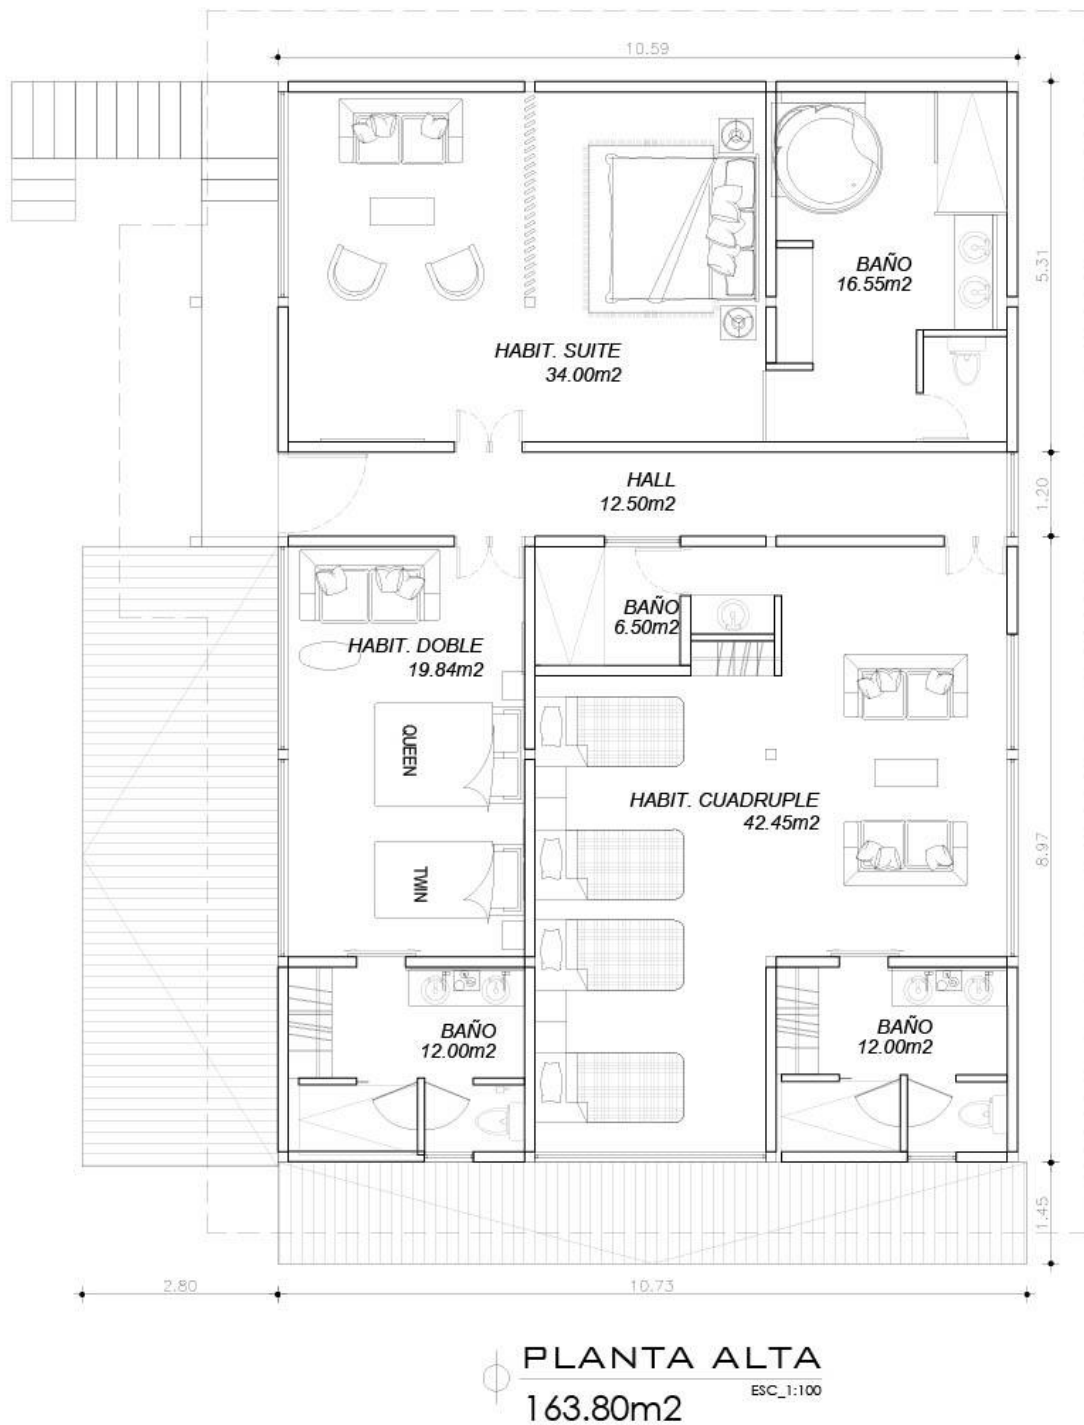 10.59
BAÑO
16.55m2
5.31
HABIT. SUITE
34.00m2
HALL
12.50m2
1.20
BAÑO
6.50m2
HABIT. DOBLE
19.84m2
QUEEN
HABIT. CUADRUPLE
42.45m2
8.97
TWIN
BAÑO
12.00m2
BAÑO
12.00m2
1.45
2.80
10.73
PLANTA ALTA
ESC_1:100
163.80m2